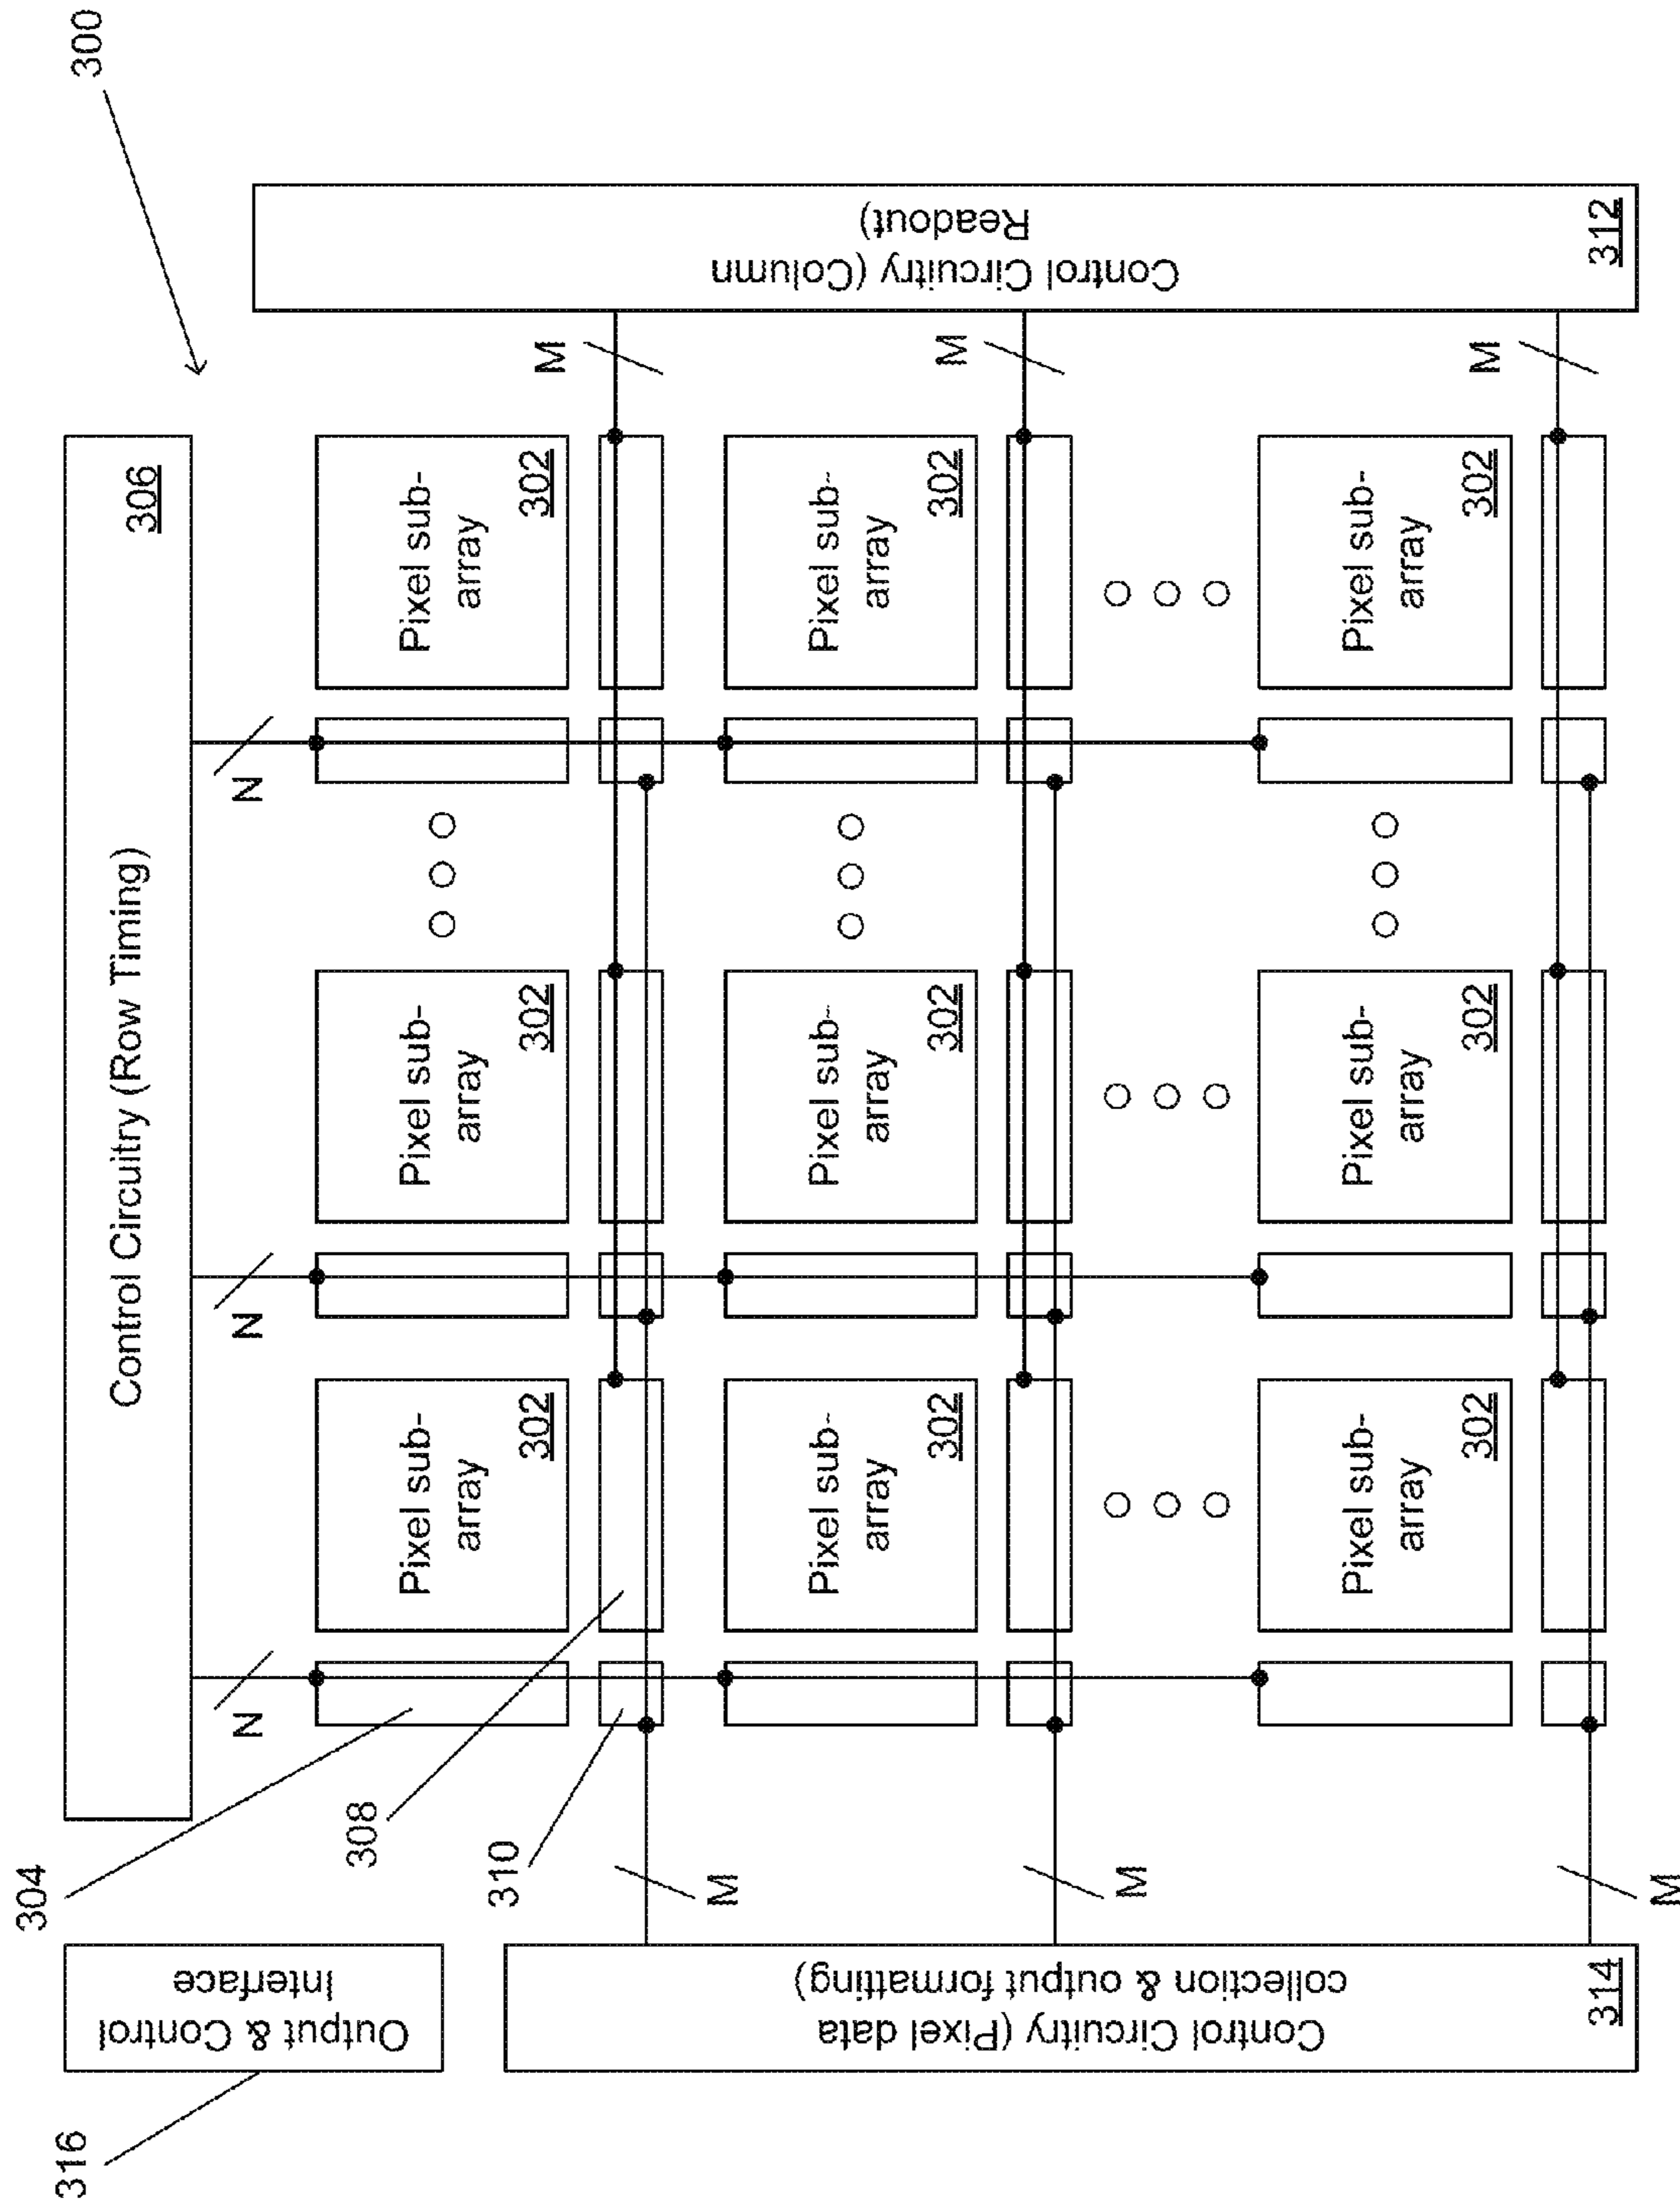 316
304
300
Output & Control
Interface
Control Circuitry (Row Timing)
306
N
N
N
308
310
Pixel sub-
array
302
Pixel sub-
array
302
Pixel sub-
array
302
M
M
Control Circuitry (Pixel data
collection & output formatting)
314
Pixel sub-
array
302
Pixel sub-
array
302
Pixel sub-
array
302
M
M
Control Circuitry (Column
Readout)
312
Pixel sub-
array
302
Pixel sub-
array
302
Pixel sub-
array
302
M
M